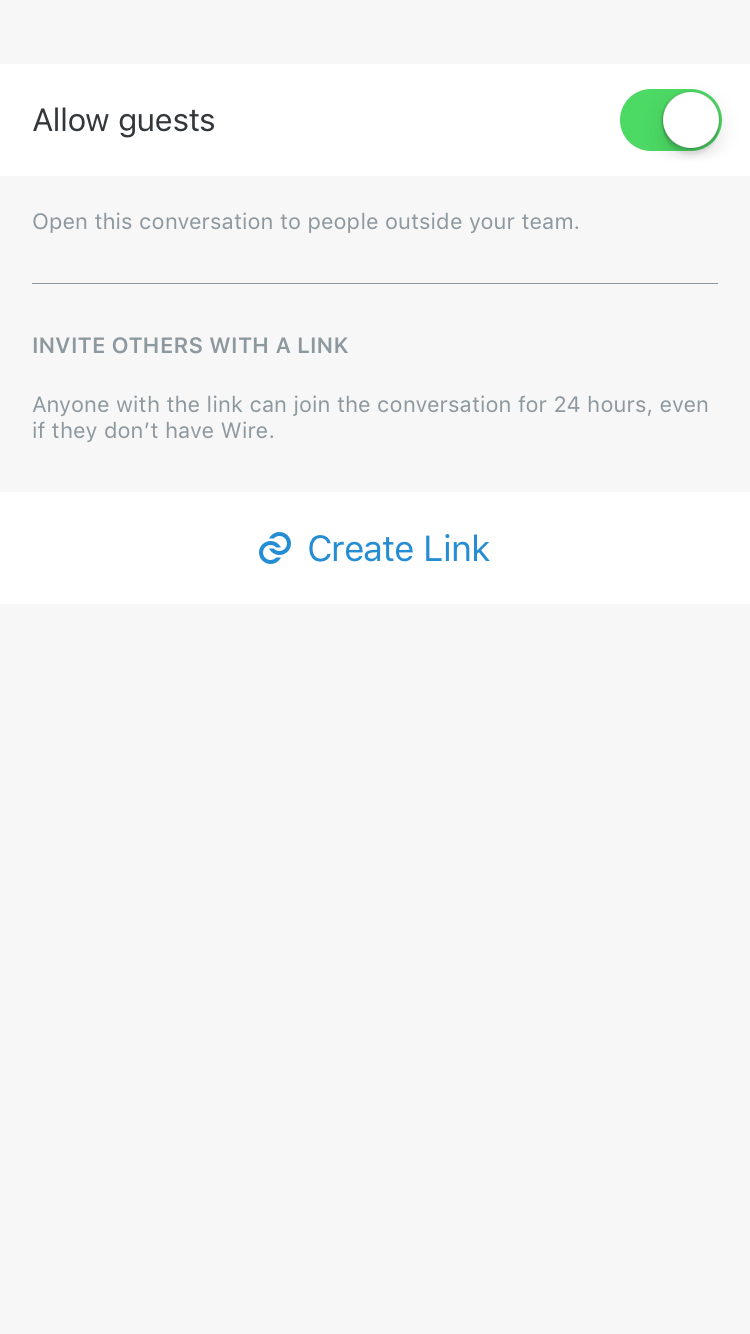 Allow guests
Open this conversation to people outside your team.
INVITE OTHERS WITH A LINK
Anyone with the link can join the conversation for 24 hours, even
if they don’t have Wire.
Create Link